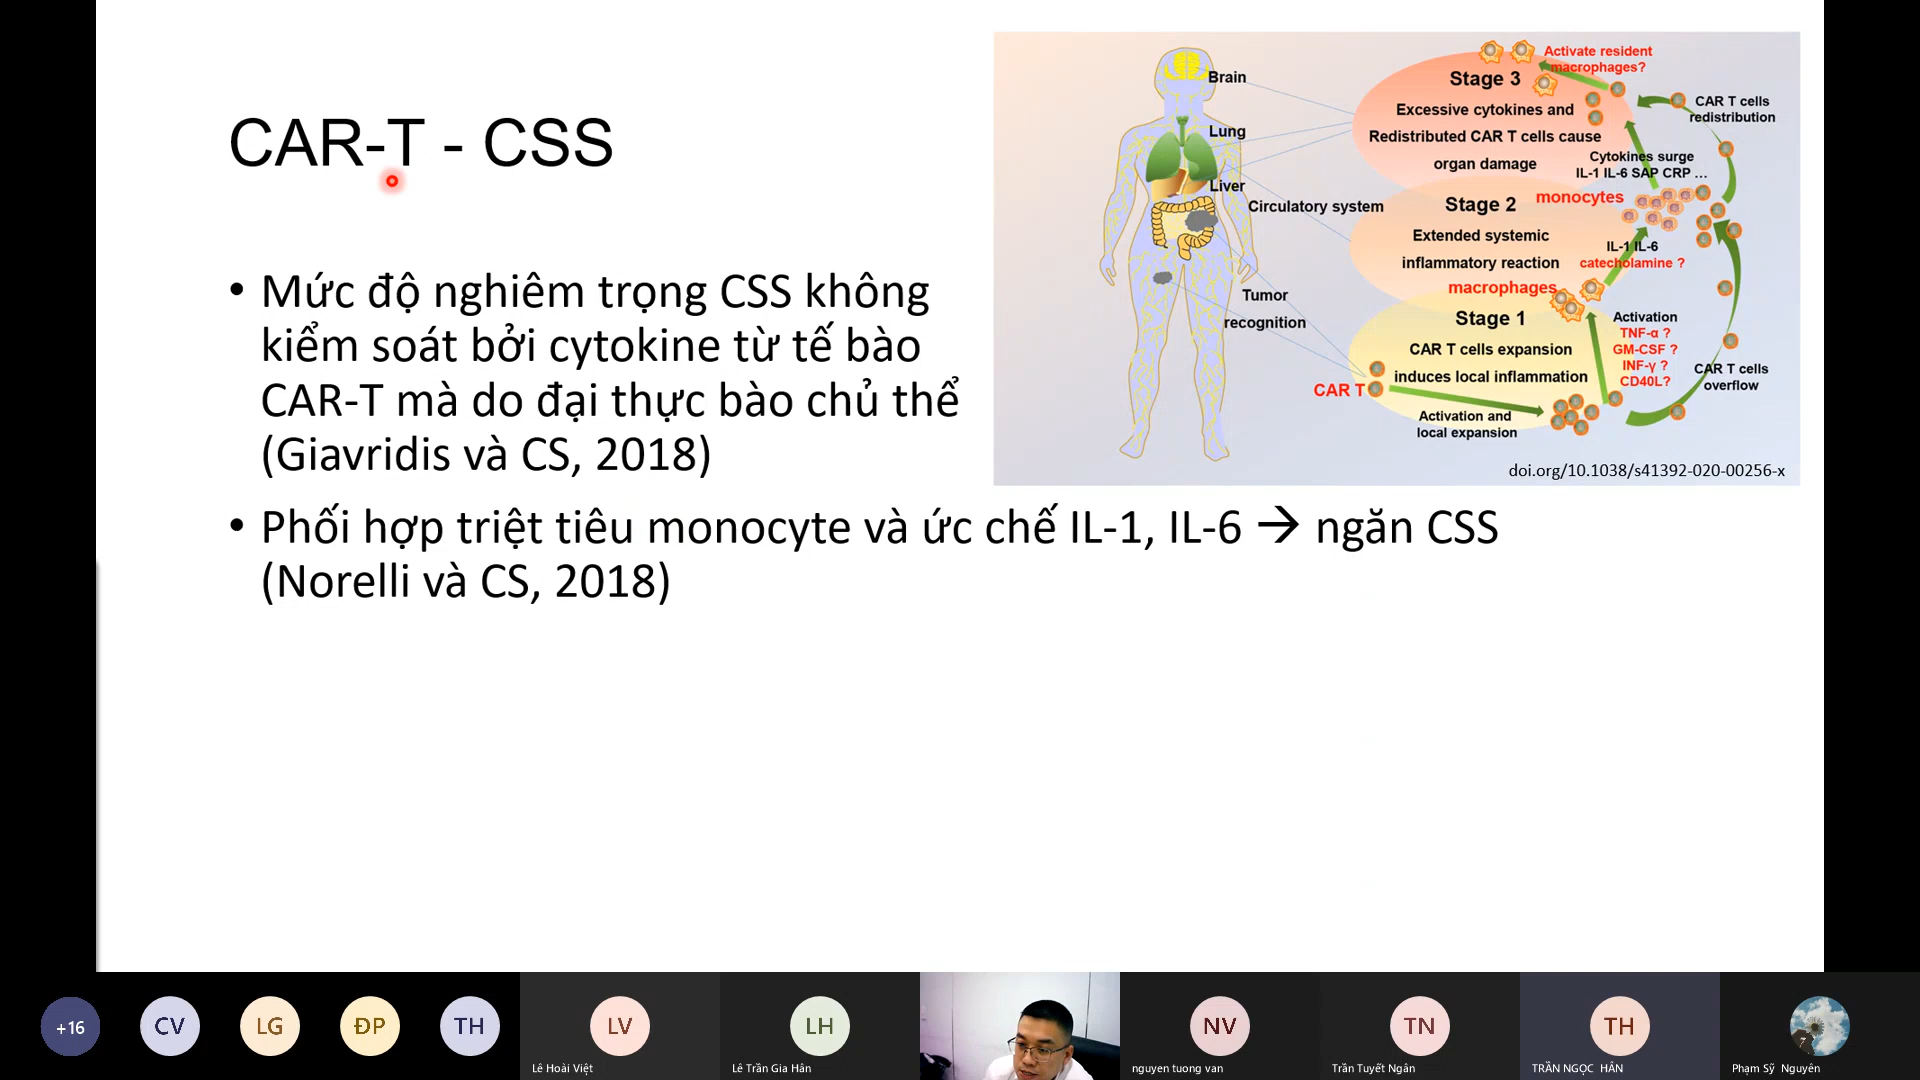 CAR-T - CSS
• Mức độ nghiêm trọng CSS không
kiểm soát bởi cytokine từ tế bào
CAR-T mà do đại thực bào chủ thể
(Giavridis và CS, 2018)
• Phối hợp triệt tiêu monocyte và ức chế IL-1, IL-6 → ngăn CSS
(Norelli và CS, 2018)
Brain
Lung
Liver
Circulatory system
Tumor
recognition
Activate resident
macrophages?
Stage 3
Excessive cytokines and
Redistributed CAR T cells cause
organ damage
CAR T cells
redistribution
Cytokines surge
IL-1 IL-6 SAP CRP ...
monocytes
Stage 2
Extended systemic
inflammatory reaction
IL-1 IL-6
catecholamine ?
macrophages
Stage 1
CAR T cells expansion
induces local inflammation
Activation
TNF-α ?
GM-CSF ?
INF-γ ?
CD40L?
CAR T cells
overflow
CAR T
Activation and
local expansion
doi.org/10.1038/s41392-020-00256-x
+16
CV
LG
ĐP
TH
LV
Lê Hoài Việt
LH
Lê Trần Gia Hân
NV
nguyen tuong van
TN
Trần Tuyết Ngân
TH
TRẦN NGỌC HÂN
Phạm Sỹ Nguyên